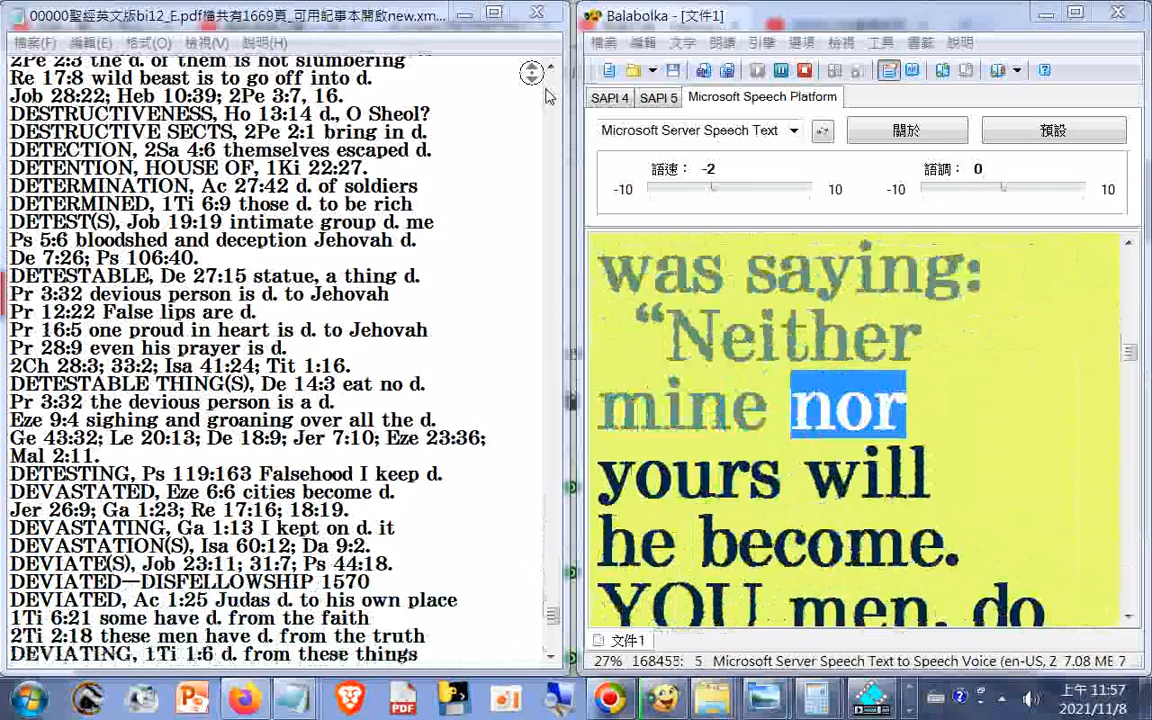 00000聖經英文版bi12_E.pdf檔共有1669頁_可用記事本開啟new.xm...
檔案(F) 編輯(E) 格式(O) 檢視(V) 說明(H)
2Pe 2:3 the d. of them is not slumbering
Re 17:8 wild beast is to go off into d.
Job 28:22; Heb 10:39; 2Pe 3:7, 16.
DESTRUCTIVENESS, Ho 13:14 d., O Sheol?
DESTRUCTIVE SECTS, 2Pe 2:1 bring in d.
DETECTION, 2Sa 4:6 themselves escaped d.
DETENTION, HOUSE OF, 1Ki 22:27.
DETERMINATION, Ac 27:42 d. of soldiers
DETERMINED, 1Ti 6:9 those d. to be rich
DETEST(S), Job 19:19 intimate group d. me
Ps 5:6 bloodshed and deception Jehovah d.
De 7:26; Ps 106:40.
DETESTABLE, De 27:15 statue, a thing d.
Pr 3:32 devious person is d. to Jehovah
Pr 12:22 False lips are d.
Pr 16:5 one proud in heart is d. to Jehovah
Pr 28:9 even his prayer is d.
2Ch 28:3; 33:2; Isa 41:24; Tit 1:16.
DETESTABLE THING(S), De 14:3 eat no d.
Pr 3:32 the devious person is a d.
Eze 9:4 sighing and groaning over all the d.
Ge 43:32; Le 20:13; De 18:9; Jer 7:10; Eze 23:36;
Mal 2:11.
DETESTING, Ps 119:163 Falsehood I keep d.
DEVASTATED, Eze 6:6 cities become d.
Jer 26:9; Ga 1:23; Re 17:16; 18:19.
DEVASTATING, Ga 1:13 I kept on d. it
DEVASTATION(S), Isa 60:12; Da 9:2.
DEVIATE(S), Job 23:11; 31:7; Ps 44:18.
DEVIATED—DISFELLOWSHIP 1570
DEVIATED, Ac 1:25 Judas d. to his own place
1Ti 6:21 some have d. from the faith
2Ti 2:18 these men have d. from the truth
DEVIATING, 1Ti 1:6 d. from these things
Balabolka - [文件1]
檔案 編輯 文字 朗讀 引擎 選項 檢視 工具 書籤 說明
SAPI 4 SAPI 5 Microsoft Speech Platform
Microsoft Server Speech Text 關於 預設
語速： -2 語調： 0
-10 10 -10 10
was saying:
“Neither
mine nor
yours will
he become.
YOU men, do
文件1
27% 5 Microsoft Server Speech Text to Speech Voice (en-US, Z 7.08 ME 7
PDF
上午 11:57
2021/11/8